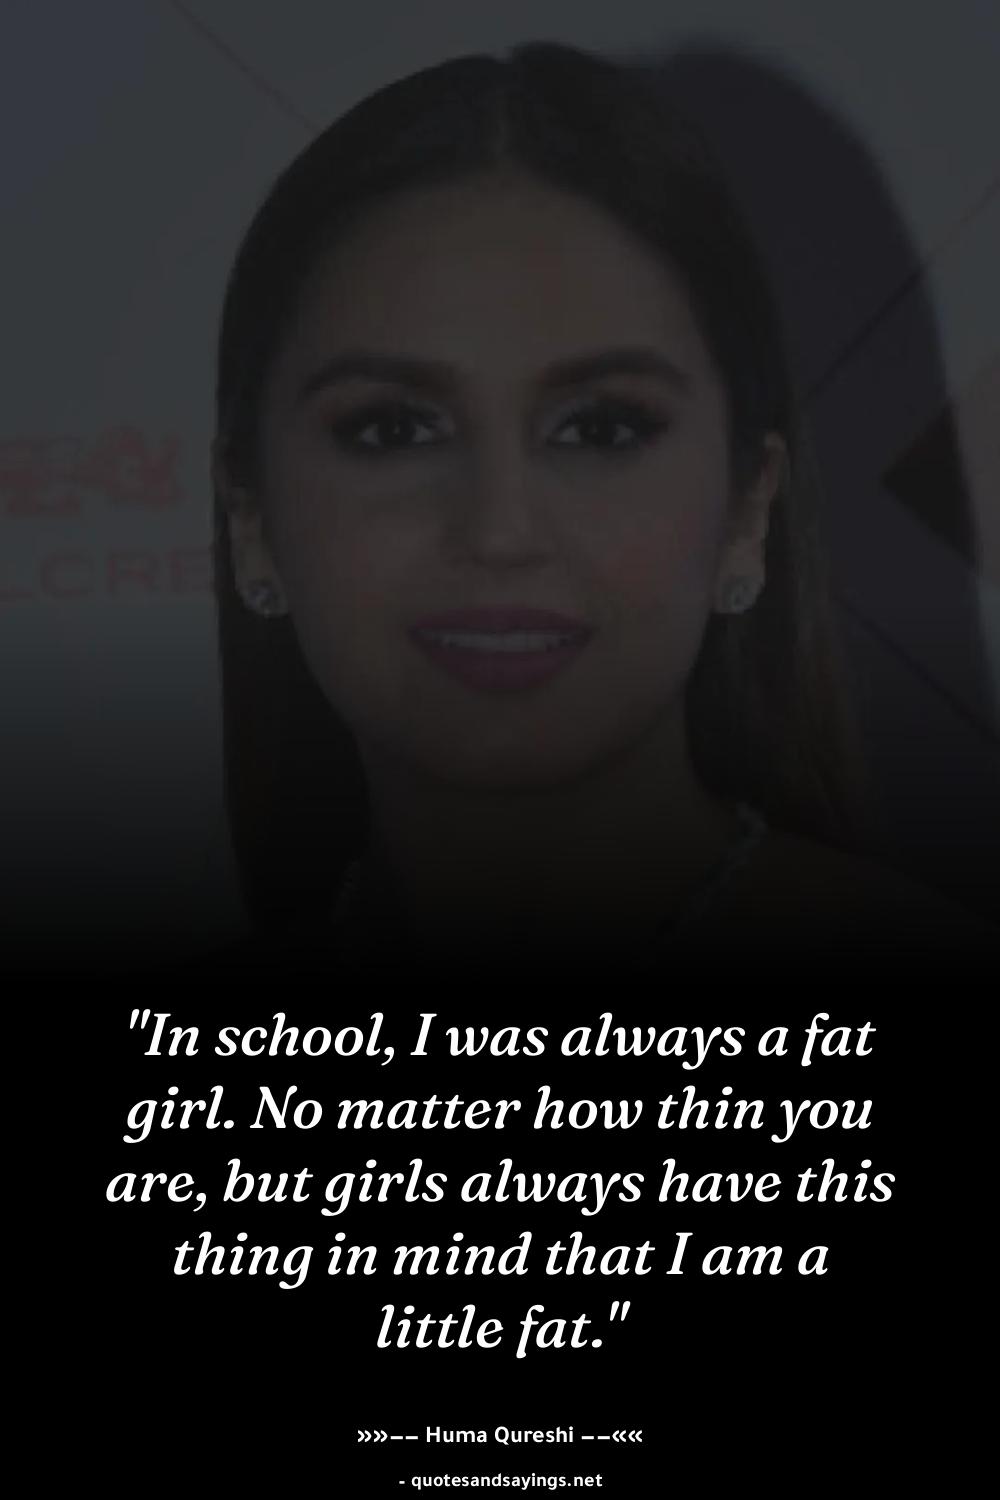 LCRE
"In school, I was always a fat
girl. No matter how thin you
are, but girls always have this
thing in mind that I am a
little fat."
»»−− Huma Qureshi −−««
- quotesandsayings.net